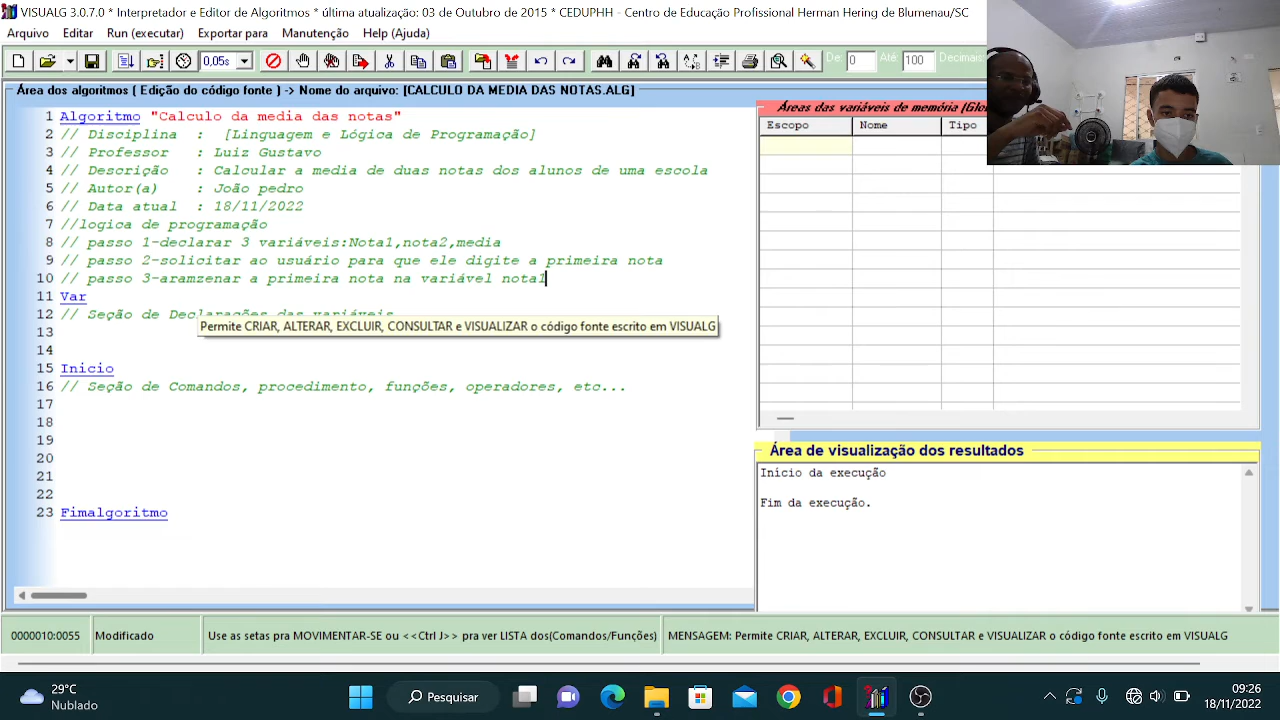 VISUALG 3.0.7.0 * Interpretador e Editor de Algoritmos * última atualização: 03 de Outubro de 2015 * CEDUPHH - Centro de Educação Profissional Herman Hering de Blumenau/SC
Arquivo Editar Run (executar) Exportar para Manutenção Help (Ajuda)
0,05s De: 0 Até: 100 Decimais
Área dos algoritmos ( Edição do código fonte ) -> Nome do arquivo: [CALCULO DA MEDIA DAS NOTAS.ALG]
1 Algoritmo "Calculo da media das notas"
2 // Disciplina : [Linguagem e Lógica de Programação]
3 // Professor : Luiz Gustavo
4 // Descrição : Calcular a media de duas notas dos alunos de uma escola
5 // Autor(a) : João pedro
6 // Data atual : 18/11/2022
7 //logica de programação
8 // passo 1-declarar 3 variáveis:Nota1,nota2,media
9 // passo 2-solicitar ao usuário para que ele digite a primeira nota
10 // passo 3-aramzenar a primeira nota na variável nota1
11 Var
12 // Seção de Declarações das variáveis
Permite CRIAR, ALTERAR, EXCLUIR, CONSULTAR e VISUALIZAR o código fonte escrito em VISUALG
13
14
15 Inicio
16 // Seção de Comandos, procedimento, funções, operadores, etc...
17
18
19
20
21
22
23 Fimalgoritmo
Áreas das variáveis de memória (Glo
Escopo Nome Tipo
Área de visualização dos resultados
Início da execução
Fim da execução.
0000010:0055 Modificado Use as setas pra MOVIMENTAR-SE ou <<Ctrl J>> pra ver LISTA dos(Comandos/Funções) MENSAGEM: Permite CRIAR, ALTERAR, EXCLUIR, CONSULTAR e VISUALIZAR o código fonte escrito em VISUALG
29°C
Nublado
Pesquisar
09:26
18/11/2022